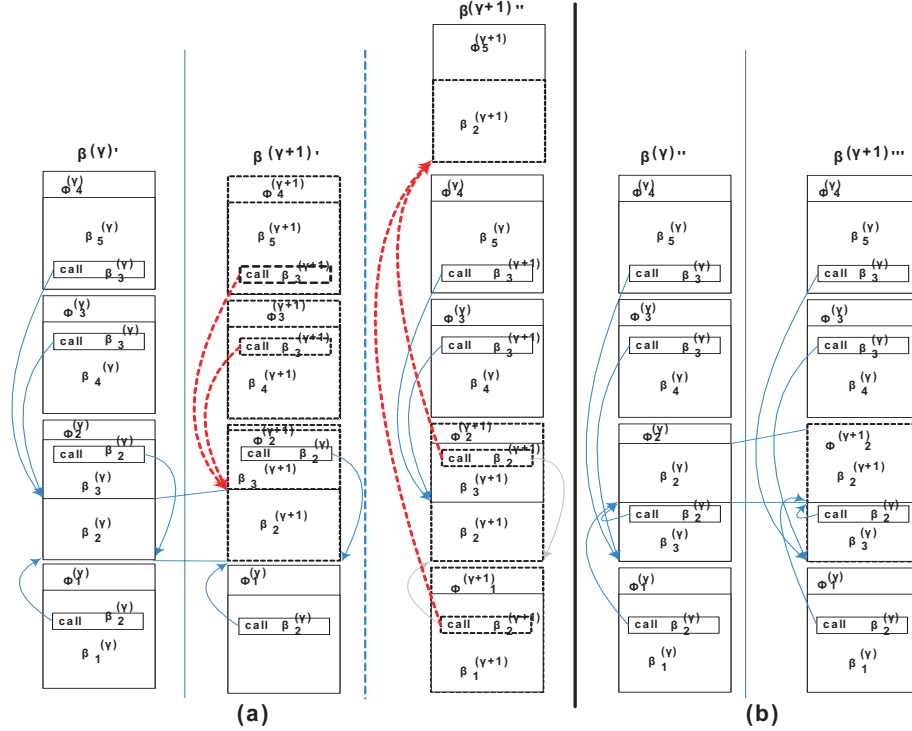 β(γ)'
Φ4(γ)
β5(γ)
call β3(γ)
Φ3(γ)
call β3(γ)
β4(γ)
Φ2(γ)
call β2(γ)
β3(γ)
β2(γ)
Φ1(γ)
call β2(γ)
β1(γ)
β(γ+1)'
Φ4(γ+1)
β5(γ+1)
call β3(γ+1)
Φ3(γ+1)
call β3(γ+1)
β4(γ+1)
Φ2(γ+1)
call β2(γ)
β3(γ+1)
β2(γ+1)
Φ1(γ)
call β2(γ)
β(γ+1)''
Φ5(γ+1)
β2(γ+1)
Φ4(γ)
β5(γ)
call β3(γ+1)
Φ3(γ)
call β3(γ+1)
β4(γ)
Φ2(γ+1)
call β2(γ+1)
β3(γ+1)
β2(γ+1)
Φ1(γ+1)
call β2(γ+1)
β1(γ+1)
(a)
β(γ)''
Φ4(γ)
β5(γ)
call β3(γ)
Φ3(γ)
call β3(γ)
β4(γ)
Φ2(γ)
β2(γ)
call β2(γ)
β3(γ)
Φ1(γ)
call β2(γ)
β1(γ)
β(γ+1)'''
Φ4(γ)
β5(γ)
call β3(γ)
Φ3(γ)
call β3(γ)
β4(γ)
Φ2(γ+1)
β2(γ+1)
call β2(γ)
β3(γ)
Φ1(γ)
call β2(γ)
β1(γ)
(b)